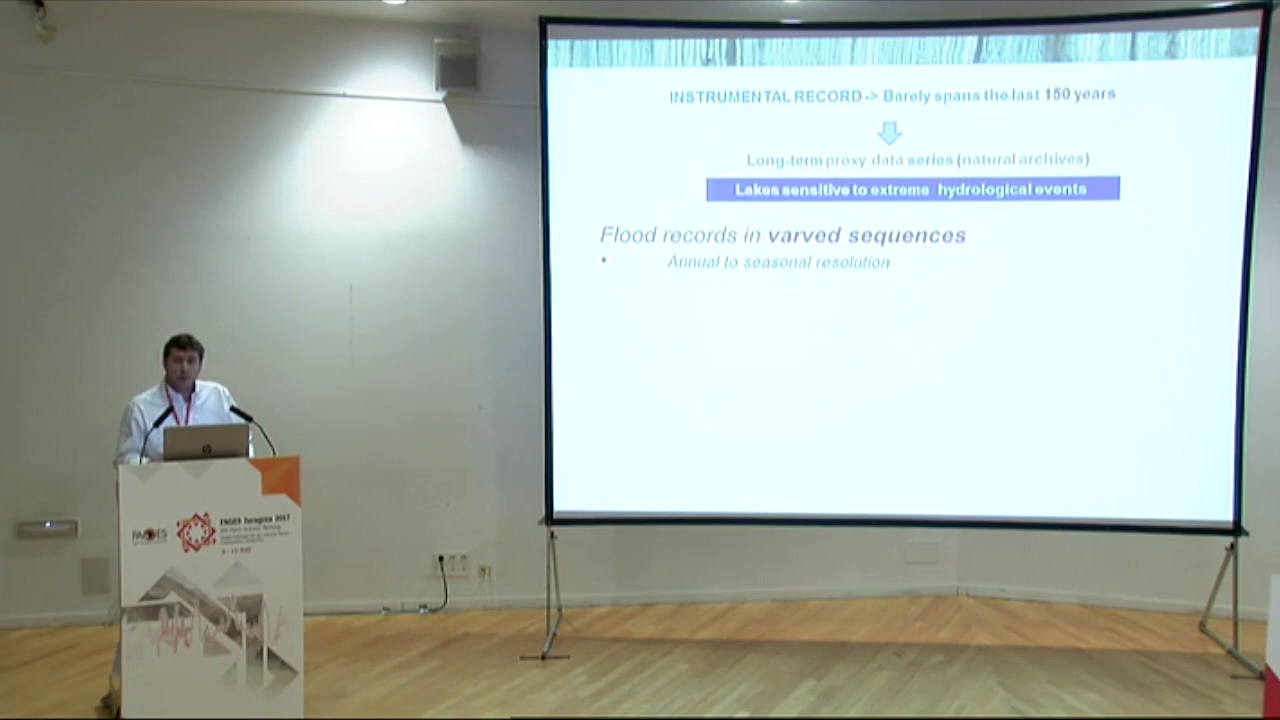 INSTRUMENTAL RECORD -> Barely spans the last 150 years
Long-term proxy data series (natural archives)
Lakes sensitive to extreme hydrological events
Flood records in varved sequences
• Annual to seasonal resolution
PAGES
PAGES Zaragoza 2017